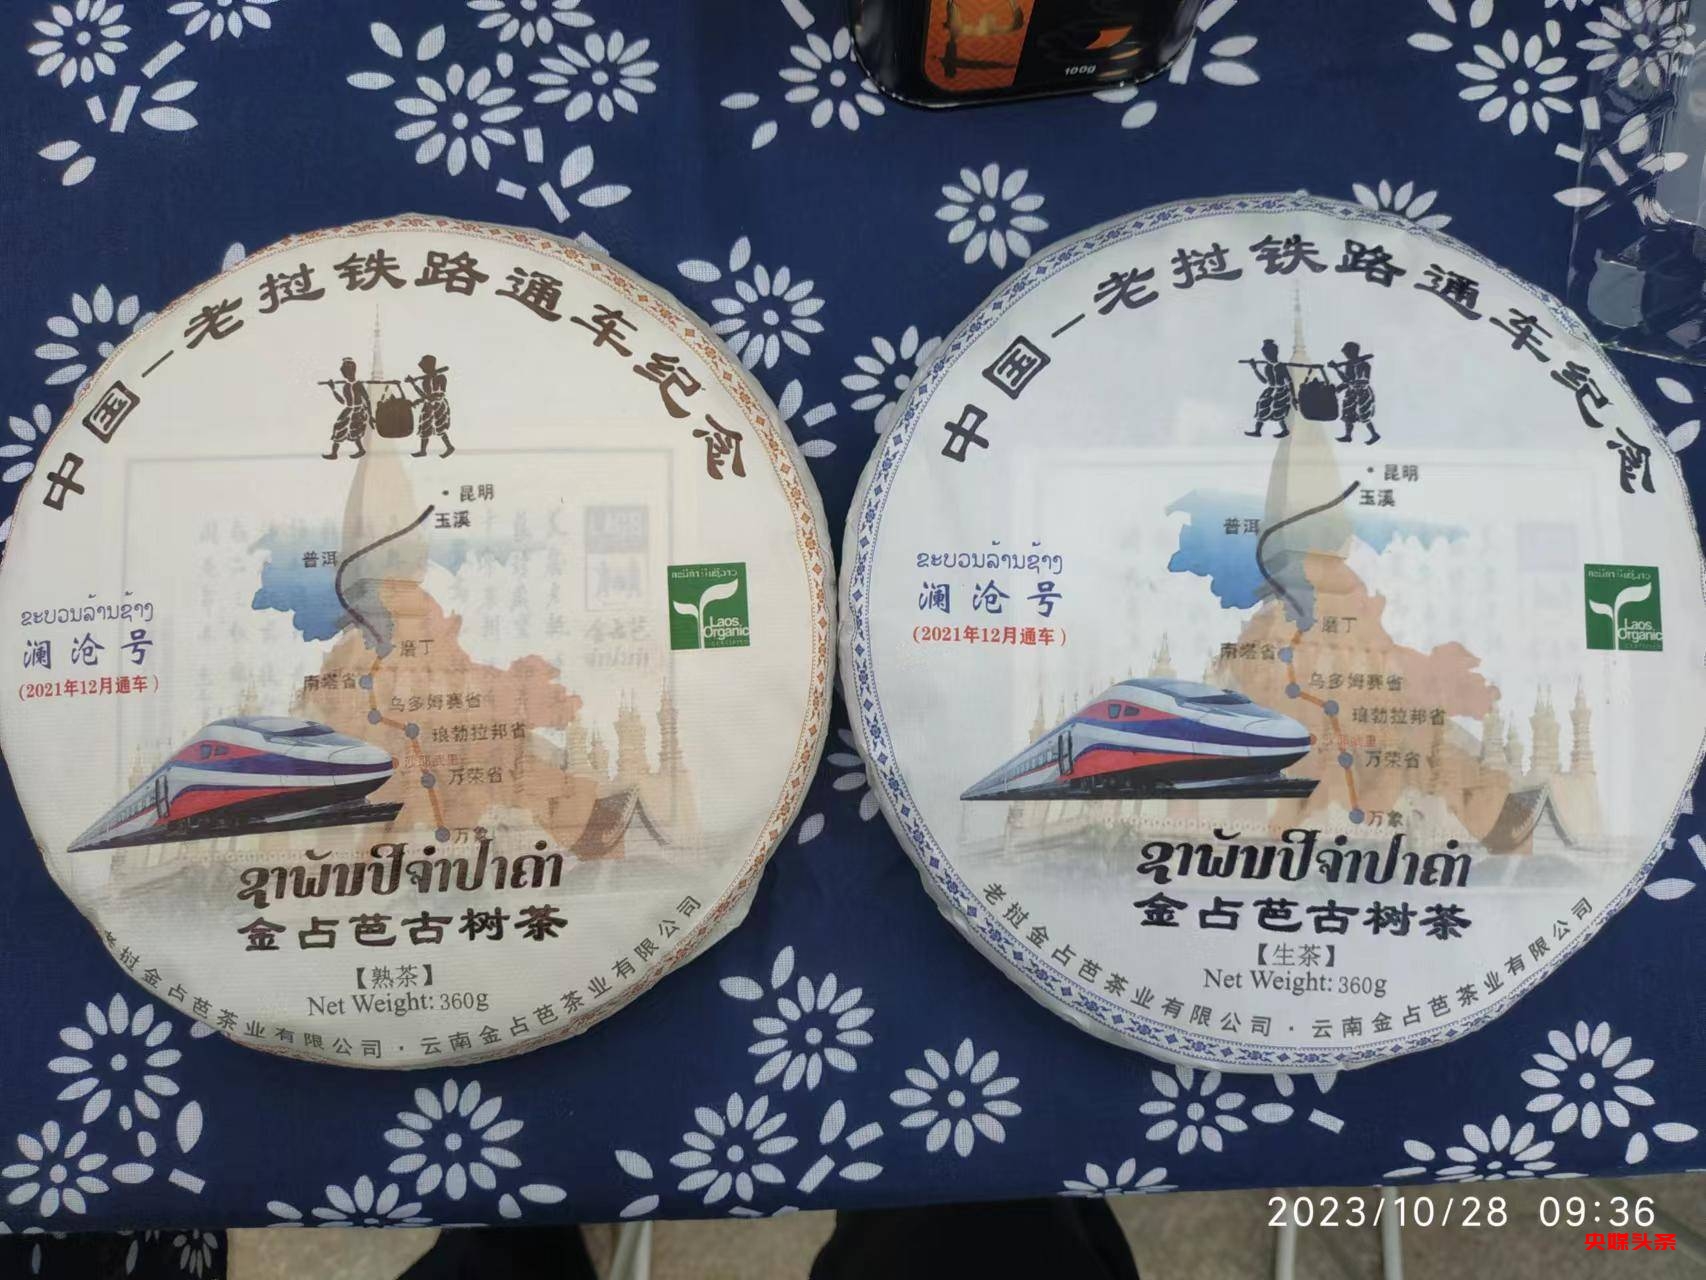 100g
中国—老挝铁路通车纪念
昆明
玉溪
普洱
ຂະບວນລ້ານຊ້າງ
澜沧号
(2021年12月通车)
Laos
Organic
磨丁
南塔省
乌多姆赛省
琅勃拉邦省
万荣省
万象
ຊາພັນປີຈຳປາຄຳ
金占芭古树茶
【熟茶】
Net Weight: 360g
老挝金占芭茶业有限公司·云南金占芭茶业有限公司
中国—老挝铁路通车纪念
昆明
玉溪
普洱
ຂະບວນລ້ານຊ້າງ
澜沧号
(2021年12月通车)
Laos
Organic
磨丁
南塔省
乌多姆赛省
琅勃拉邦省
万荣省
万象
ຊາພັນປີຈຳປາຄຳ
金占芭古树茶
【生茶】
Net Weight: 360g
老挝金占芭茶业有限公司·云南金占芭茶业有限公司
2023/10/28 09:36
央媒头条